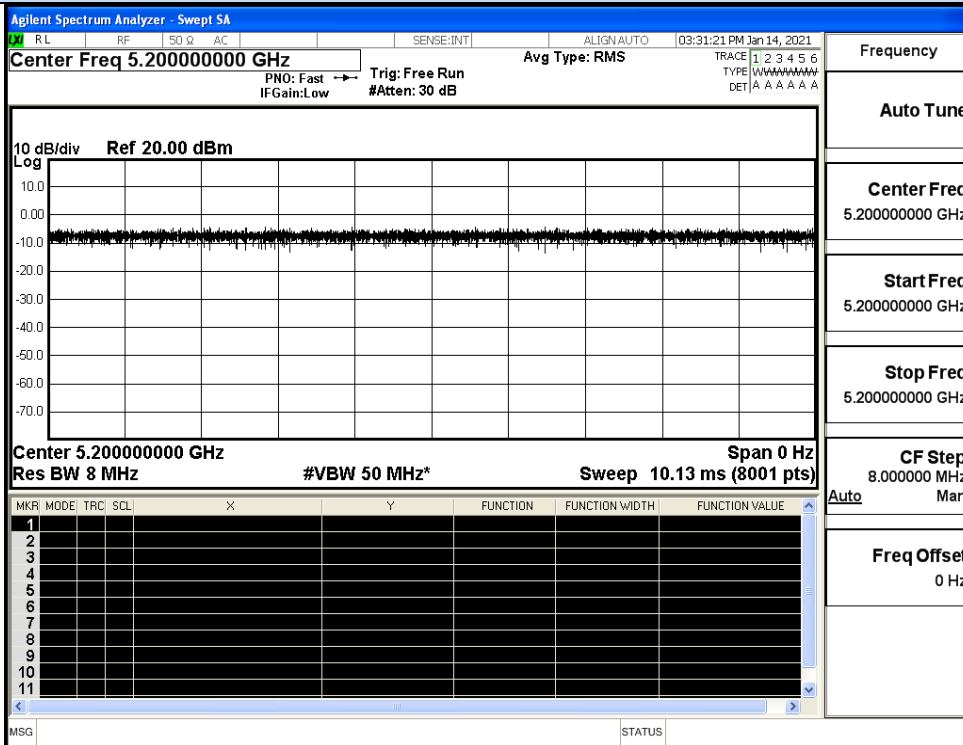 Agilent Spectrum Analyzer - Swept SA
LXI RL RF 50 Ω AC SENSE:INT ALIGN AUTO 03:31:21 PM Jan 14, 2021
Center Freq 5.200000000 GHz
PNO: Fast
IFGain:Low
Trig: Free Run
#Atten: 30 dB
Avg Type: RMS
TRACE 1 2 3 4 5 6
TYPE WWWWWW
DET A A A A A A
10 dB/div Ref 20.00 dBm
Log
10.0
0.00
-10.0
-20.0
-30.0
-40.0
-50.0
-60.0
-70.0
Center 5.200000000 GHz Span 0 Hz
Res BW 8 MHz #VBW 50 MHz* Sweep 10.13 ms (8001 pts)
MKR MODE TRC SCL X Y FUNCTION FUNCTION WIDTH FUNCTION VALUE
1
2
3
4
5
6
7
8
9
10
11
MSG STATUS
Frequency
Auto Tune
Center Freq
5.200000000 GHz
Start Freq
5.200000000 GHz
Stop Freq
5.200000000 GHz
CF Step
8.000000 MHz
Auto Man
Freq Offset
0 Hz